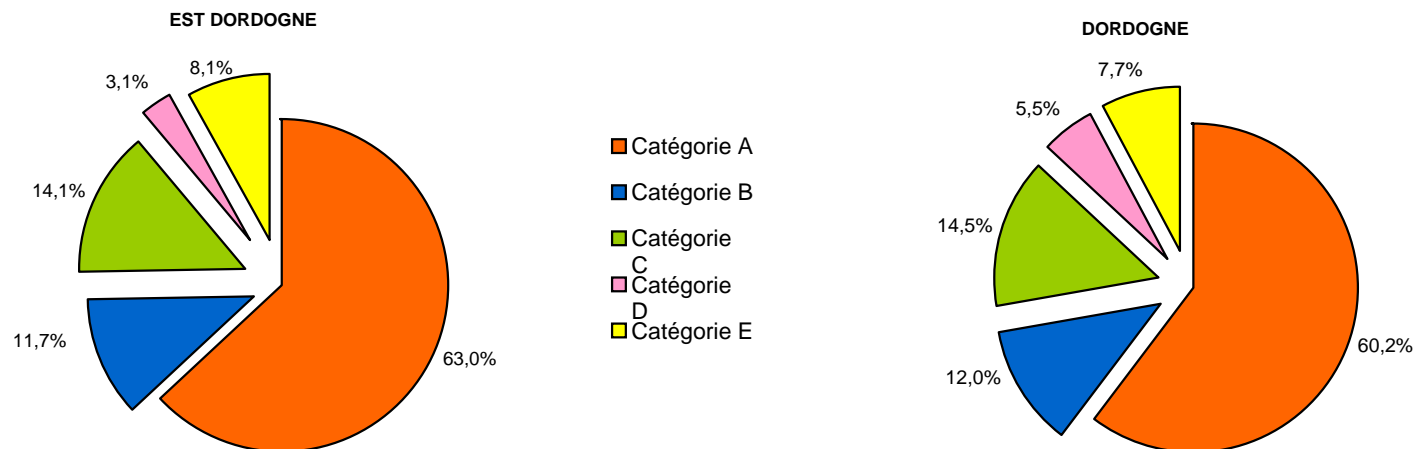 EST DORDOGNE
3,1%
8,1%
14,1%
11,7%
63,0%
Catégorie A
Catégorie B
Catégorie
C
Catégorie
D
Catégorie E
DORDOGNE
7,7%
5,5%
14,5%
12,0%
60,2%